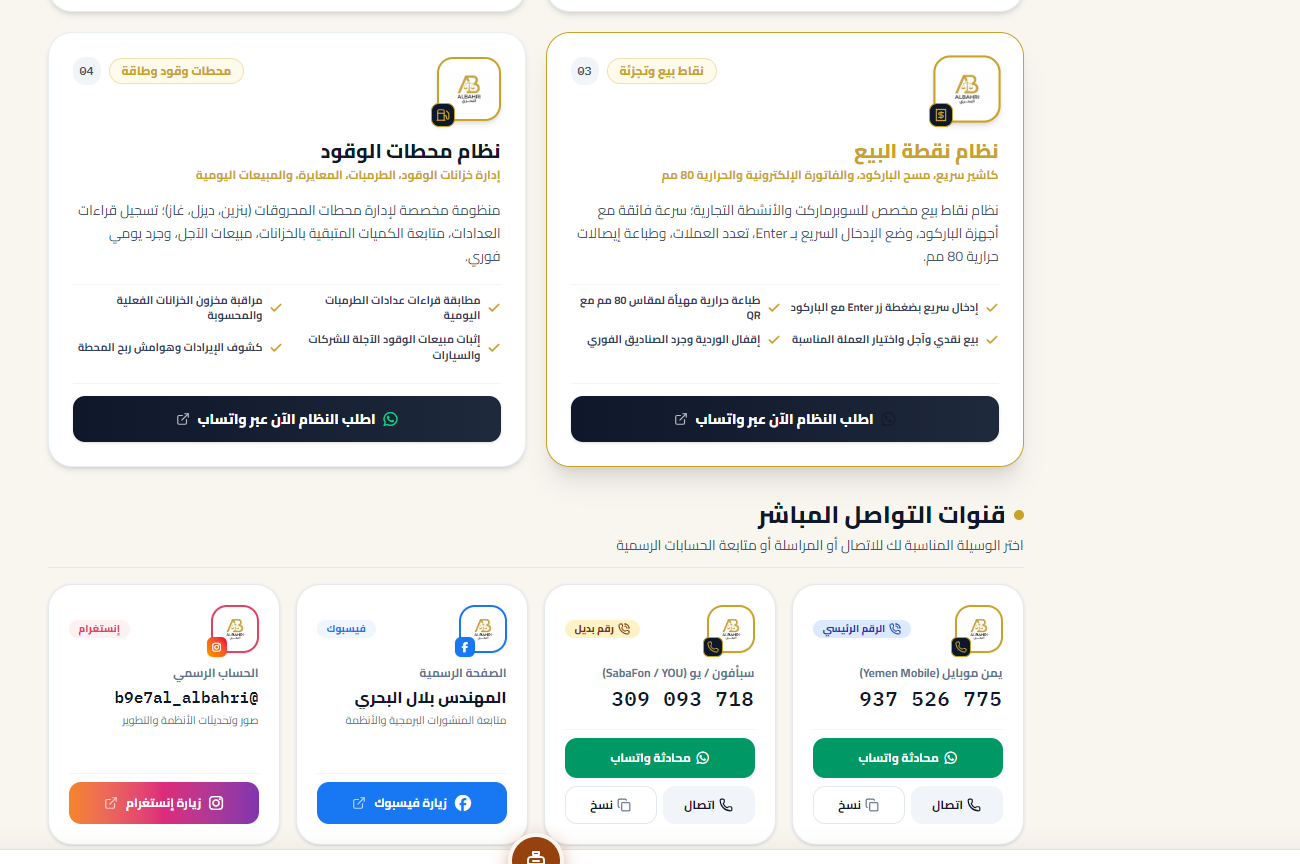 نقاط بيع وتجزئة
03
ALBAHRI
البحري
نظام نقطة البيع
كاشير سريع، مسح الباركود، والفاتورة الإلكترونية والحرارية 80 مم
نظام نقاط بيع مخصص للسوبرماركت والأنشطة التجارية؛ سرعة فائقة مع
أجهزة الباركود، وضع الإدخال السريع بـ Enter، تعدد العملات، وطباعة إيصالات
حرارية 80 مم.
إدخال سريع بضغطة زر Enter مع الباركود
طباعة حرارية مهيأة لمقاس 80 مم مع
QR
بيع نقدي وآجل واختيار العملة المناسبة
إقفال الوردية وجرد الصناديق الفوري
اطلب النظام الآن عبر واتساب
محطات وقود وطاقة
04
ALBAHRI
البحري
نظام محطات الوقود
إدارة خزانات الوقود، الطرمبات، المعايرة، والمبيعات اليومية
منظومة مخصصة لإدارة محطات المحروقات (بنزين، ديزل، غاز)؛ تسجيل قراءات
العدادات، متابعة الكميات المتبقية بالخزانات، مبيعات الآجل، وجرد يومي
فوري.
مطابقة قراءات عدادات الطرمبات
اليومية
مراقبة مخزون الخزانات الفعلية
والمحسوبة
إثبات مبيعات الوقود الآجلة للشركات
والسيارات
كشوف الإيرادات وهوامش ربح المحطة
اطلب النظام الآن عبر واتساب
قنوات التواصل المباشر
اختر الوسيلة المناسبة لك للاتصال أو المراسلة أو متابعة الحسابات الرسمية
ALBAHRI
الرقم الرئيسي
يمن موبايل (Yemen Mobile)
775 526 937
محادثة واتساب
اتصال
نسخ
ALBAHRI
رقم بديل
سبأفون / يو (SabaFon / YOU)
718 093 309
محادثة واتساب
اتصال
نسخ
ALBAHRI
فيسبوك
الصفحة الرسمية
المهندس بلال البحري
متابعة المنشورات البرمجية والأنظمة
زيارة فيسبوك
ALBAHRI
إنستغرام
الحساب الرسمي
@b9e7al_albahri
صور وتحديثات الأنظمة والتطوير
زيارة إنستغرام